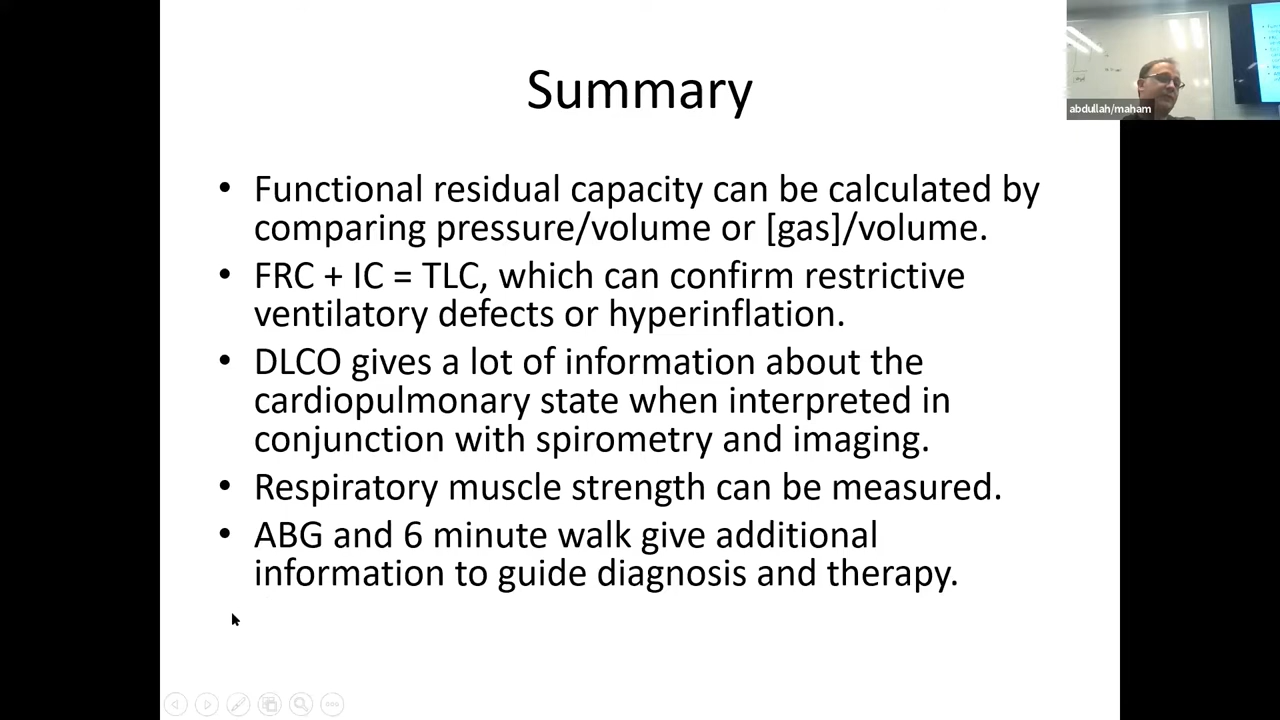 Summary
• Functional residual capacity can be calculated by
comparing pressure/volume or [gas]/volume.
• FRC + IC = TLC, which can confirm restrictive
ventilatory defects or hyperinflation.
• DLCO gives a lot of information about the
cardiopulmonary state when interpreted in
conjunction with spirometry and imaging.
• Respiratory muscle strength can be measured.
• ABG and 6 minute walk give additional
information to guide diagnosis and therapy.
abdullah/maham